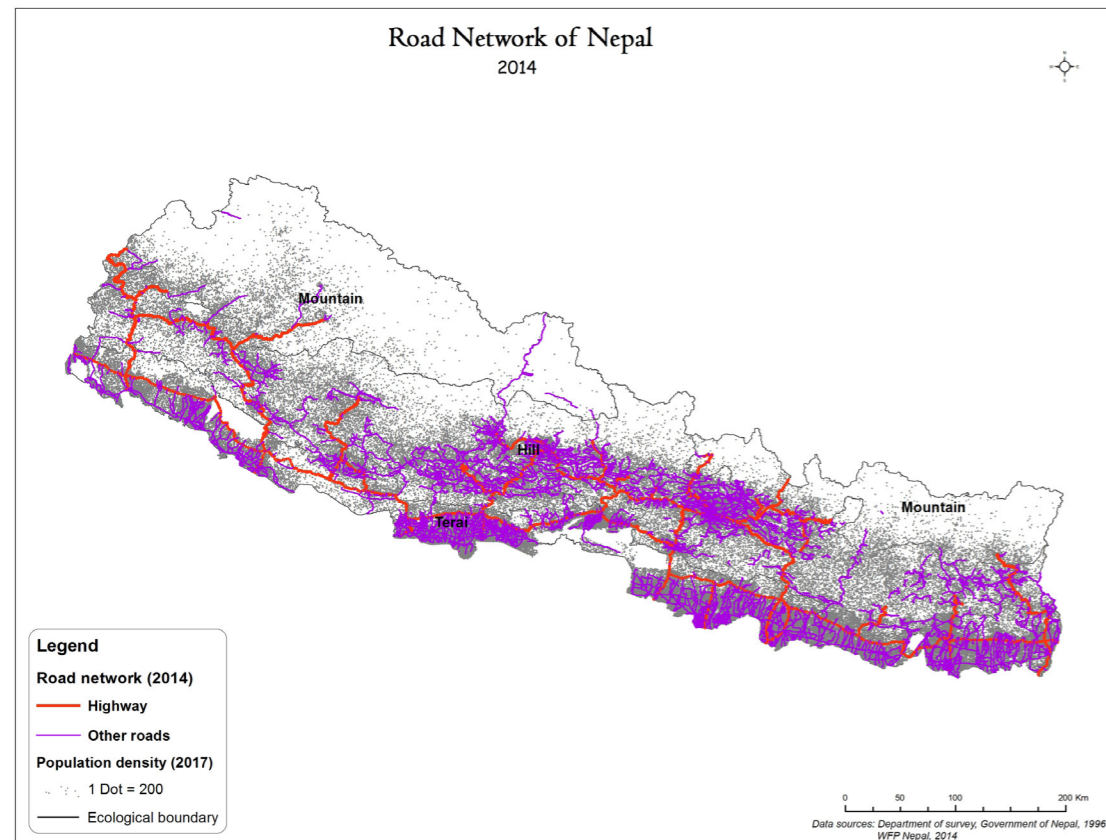 Road Network of Nepal
2014
N
W
E
S
Mountain
Hill
Terai
Mountain
Legend
Road network (2014)
Highway
Other roads
Population density (2017)
1 Dot = 200
Ecological boundary
0 50 100 200 Km
Data sources: Department of survey, Government of Nepal, 1996
WFP Nepal, 2014